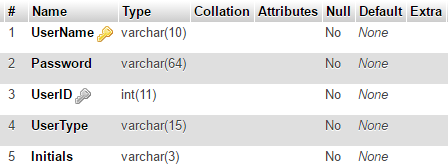 # Name Type Collation Attributes Null Default Extra
1 UserName varchar(10) No None
2 Password varchar(64) No None
3 UserID int(11) No None
4 UserType varchar(15) No None
5 Initials varchar(3) No None